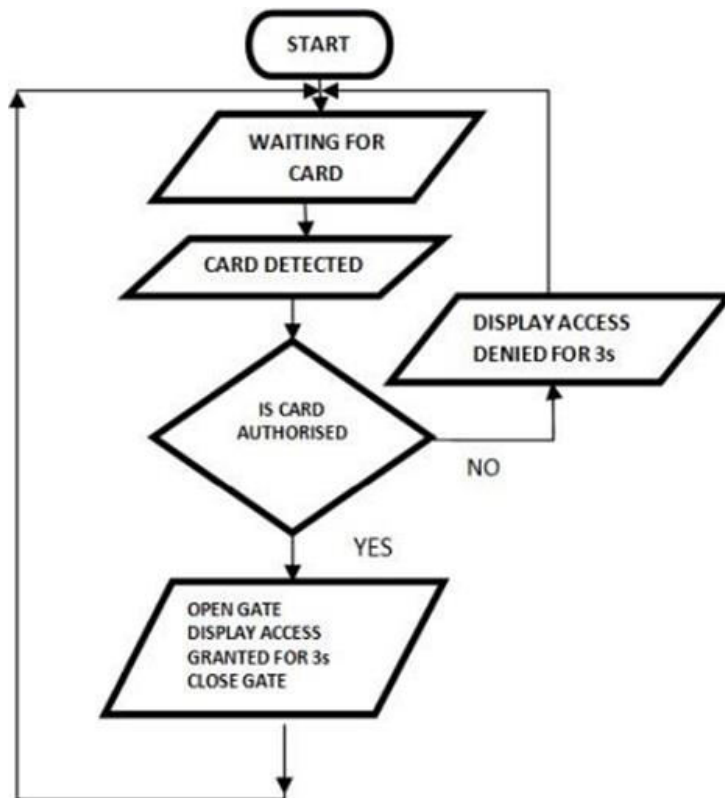 START
WAITING FOR
CARD
CARD DETECTED
DISPLAY ACCESS
DENIED FOR 3s
IS CARD
AUTHORISED
NO
YES
OPEN GATE
DISPLAY ACCESS
GRANTED FOR 3s
CLOSE GATE